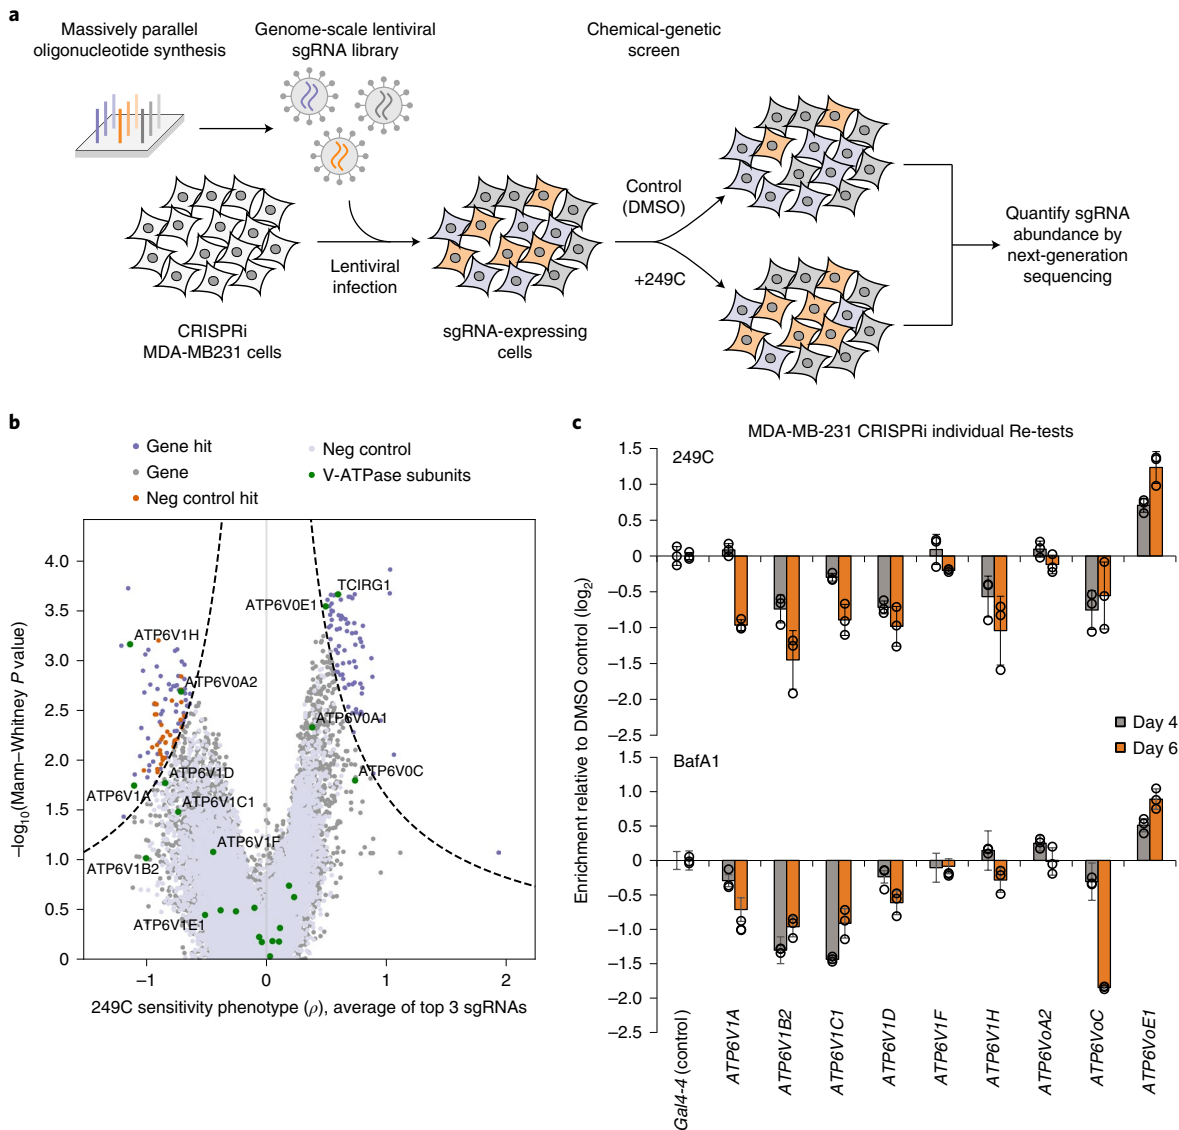 a
Massively parallel
oligonucleotide synthesis
Genome-scale lentiviral
sgRNA library
Chemical-genetic
screen
Control
(DMSO)
+249C
Lentiviral
infection
CRISPRi
MDA-MB231 cells
sgRNA-expressing
cells
Quantify sgRNA
abundance by
next-generation
sequencing
b
Gene hit
Gene
Neg control hit
Neg control
V-ATPase subunits
–log10(Mann–Whitney P value)
4.0
3.5
3.0
2.5
2.0
1.5
1.0
0.5
0
–1
0
1
2
TCIRG1
ATP6V0E1
ATP6V1H
ATP6V0A2
ATP6V0A1
ATP6V1D
ATP6V0C
ATP6V1A
ATP6V1C1
ATP6V1F
ATP6V1B2
ATP6V1E1
249C sensitivity phenotype (ρ), average of top 3 sgRNAs
c
MDA-MB-231 CRISPRi individual Re-tests
Enrichment relative to DMSO control (log2)
249C
1.5
1.0
0.5
0
–0.5
–1.0
–1.5
–2.0
–2.5
Day 4
Day 6
BafA1
1.5
1.0
0.5
0
–0.5
–1.0
–1.5
–2.0
–2.5
Gal4-4 (control)
ATP6V1A
ATP6V1B2
ATP6V1C1
ATP6V1D
ATP6V1F
ATP6V1H
ATP6VoA2
ATP6VoC
ATP6VoE1